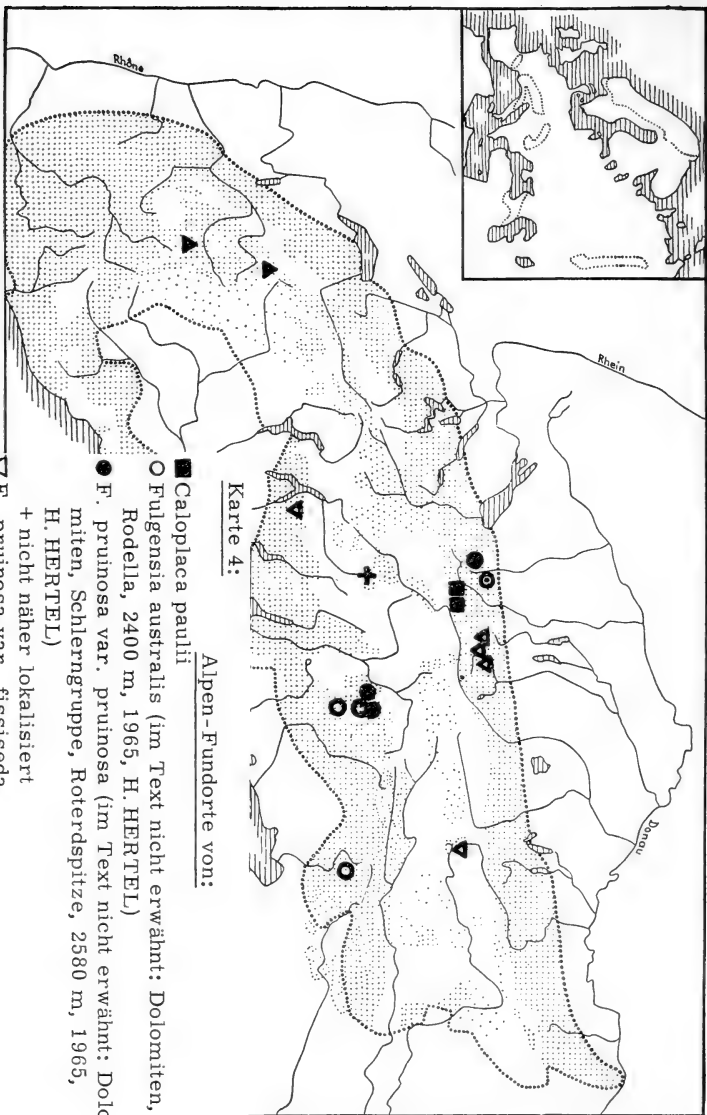 Rhône
Rhein
Donau
Karte 4:
Alpen-Fundorte von:
■ Caloplaca paulii
○ Fulgensia australis (im Text nicht erwähnt: Dolomiten,
Rodella, 2400 m, 1965, H. HERTEL)
● F. pruinosa var. pruinosa (im Text nicht erwähnt: Dolo
miten, Schlerngruppe, Roterdspitze, 2580 m, 1965,
H. HERTEL)
+ nicht näher lokalisiert